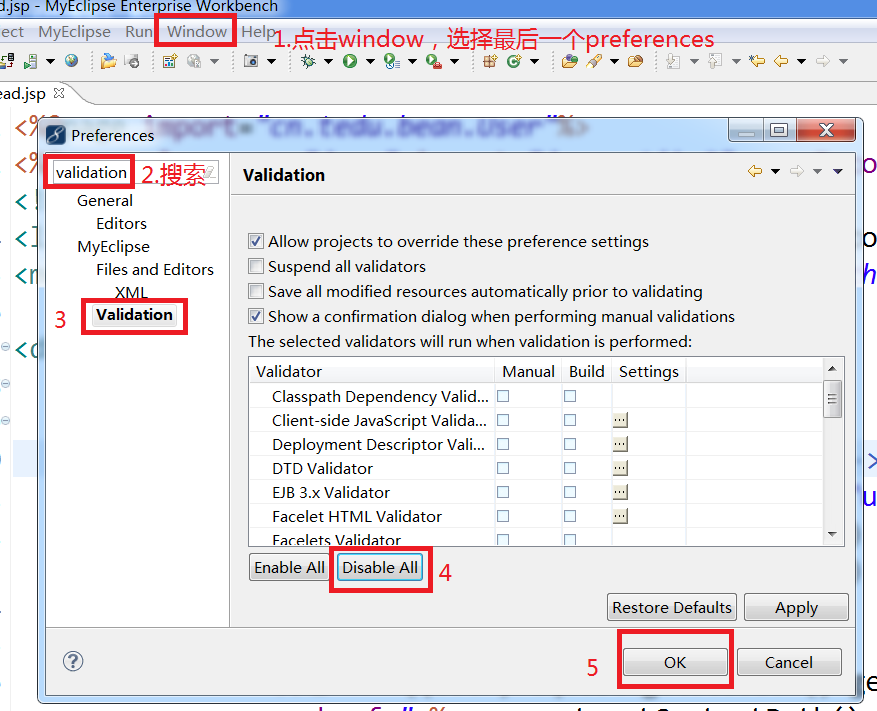 d.jsp - MyEclipse Enterprise Workbench
ect MyEclipse Run Window Help
1.点击window，选择最后一个preferences
ead.jsp
Preferences
validation
2.搜索
General
Editors
MyEclipse
Files and Editors
XML
3
Validation
Validation
Allow projects to override these preference settings
Suspend all validators
Save all modified resources automatically prior to validating
Show a confirmation dialog when performing manual validations
The selected validators will run when validation is performed:
Validator Manual Build Settings
Classpath Dependency Valid...
Client-side JavaScript Valida...
Deployment Descriptor Vali...
DTD Validator
EJB 3.x Validator
Facelet HTML Validator
Facelets Validator
Enable All Disable All 4
Restore Defaults Apply
5 OK Cancel